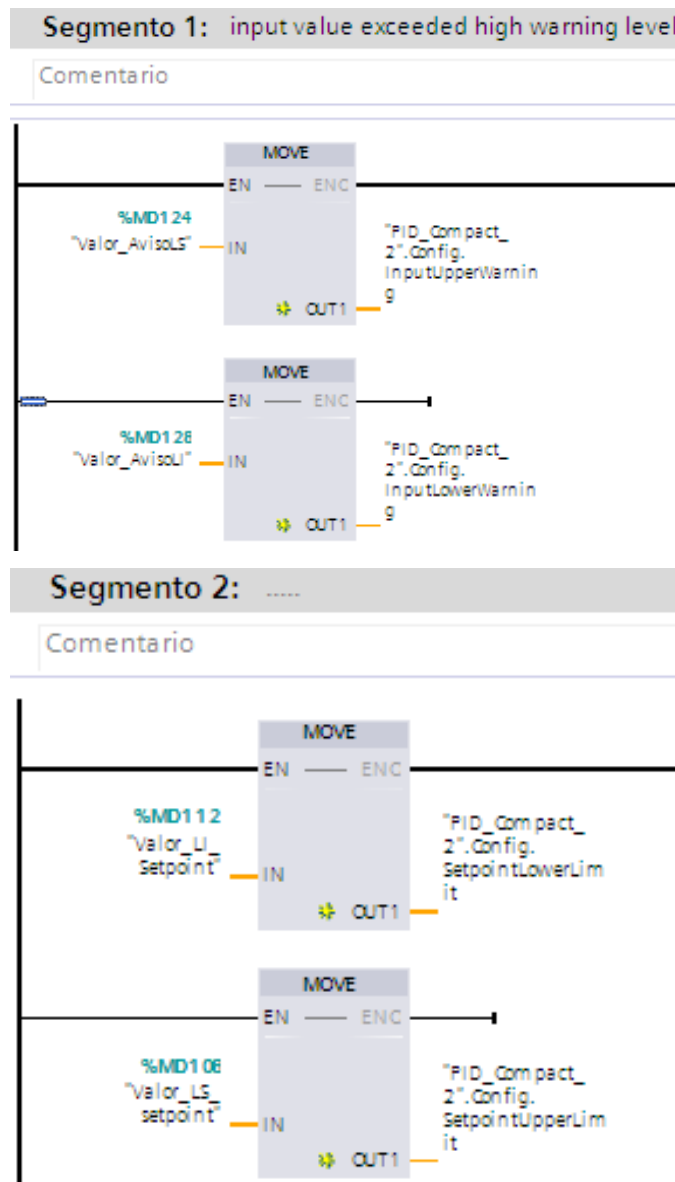 Segmento 1: input value exceeded high warning level
Comentario
MOVE
EN ENO
%MD124
"Valor_AvisoLS"
IN
OUT1
"PID_Compact_
2".Config.
InputUpperWarnin
g
MOVE
EN ENO
%MD128
"Valor_AvisoLI"
IN
OUT1
"PID_Compact_
2".Config.
InputLowerWarnin
g
Segmento 2: .....
Comentario
MOVE
EN ENO
%MD112
"Valor_LI_
Setpoint"
IN
OUT1
"PID_Compact_
2".Config.
SetpointLowerLim
it
MOVE
EN ENO
"Valor_LS_
setpoint"
IN
OUT1
"PID_Compact_
2".Config.
SetpointUpperLim
it